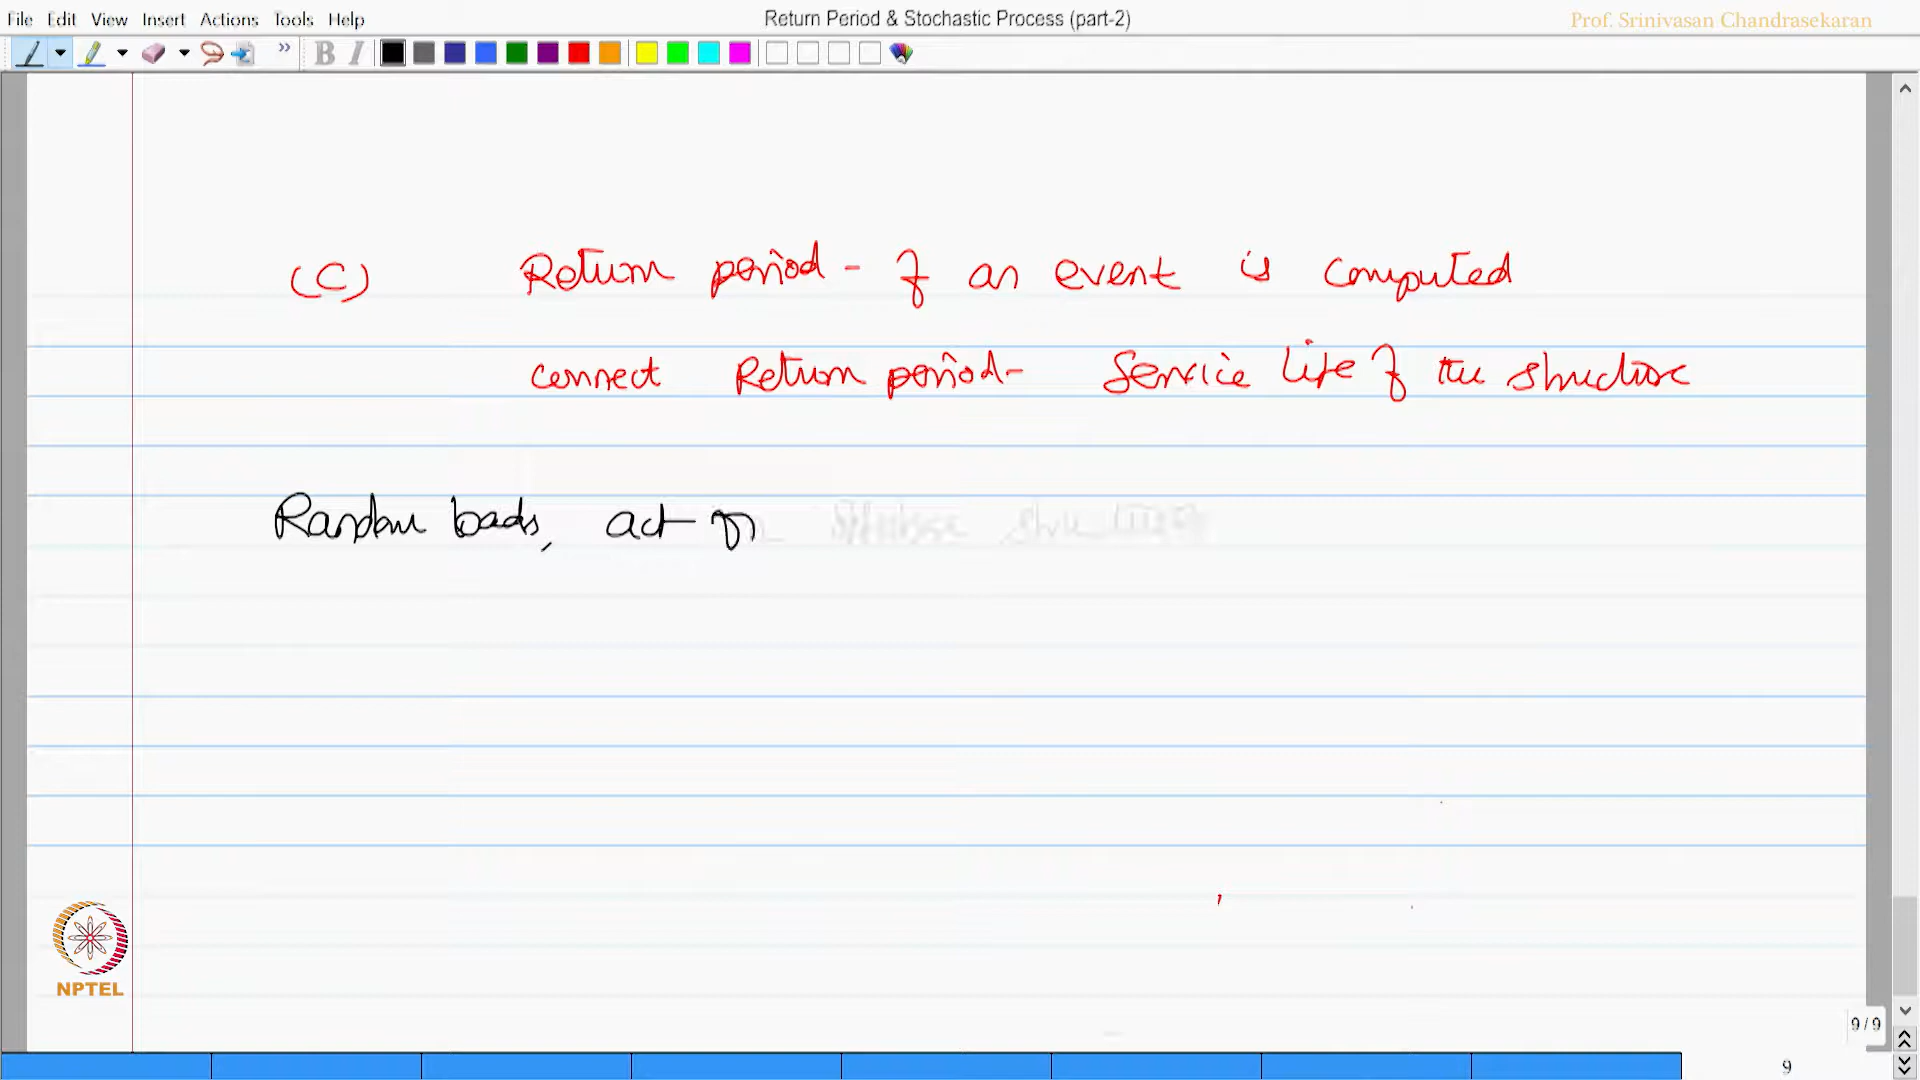 File Edit View Insert Actions Tools Help
Return Period & Stochastic Process (part-2)
Prof. Srinivasan Chandrasekaran
B I
(C) Return period - of an event is computed
connect Return period - Service Life of the structure
Random loads, act on
NPTEL
9 / 9
9